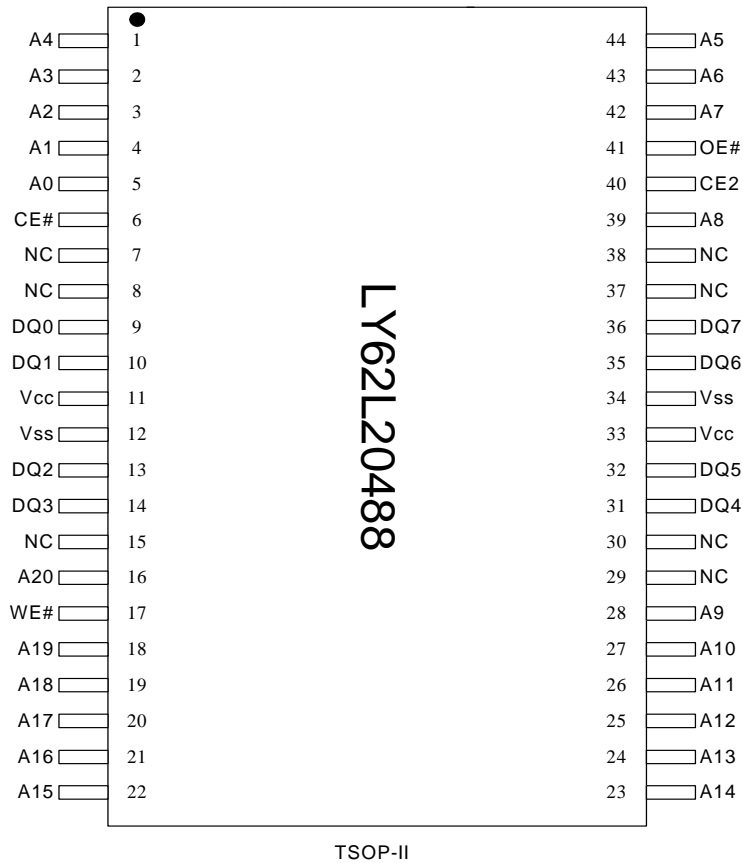 A4 1 44 A5
A3 2 43 A6
A2 3 42 A7
A1 4 41 OE#
A0 5 40 CE2
CE# 6 39 A8
NC 7 38 NC
NC 8 37 NC
DQ0 9 36 DQ7
DQ1 10 35 DQ6
Vcc 11 34 Vss
Vss 12 33 Vcc
DQ2 13 32 DQ5
DQ3 14 31 DQ4
NC 15 30 NC
A20 16 29 NC
WE# 17 28 A9
A19 18 27 A10
A18 19 26 A11
A17 20 25 A12
A16 21 24 A13
A15 22 23 A14
LY62L20488
TSOP-II